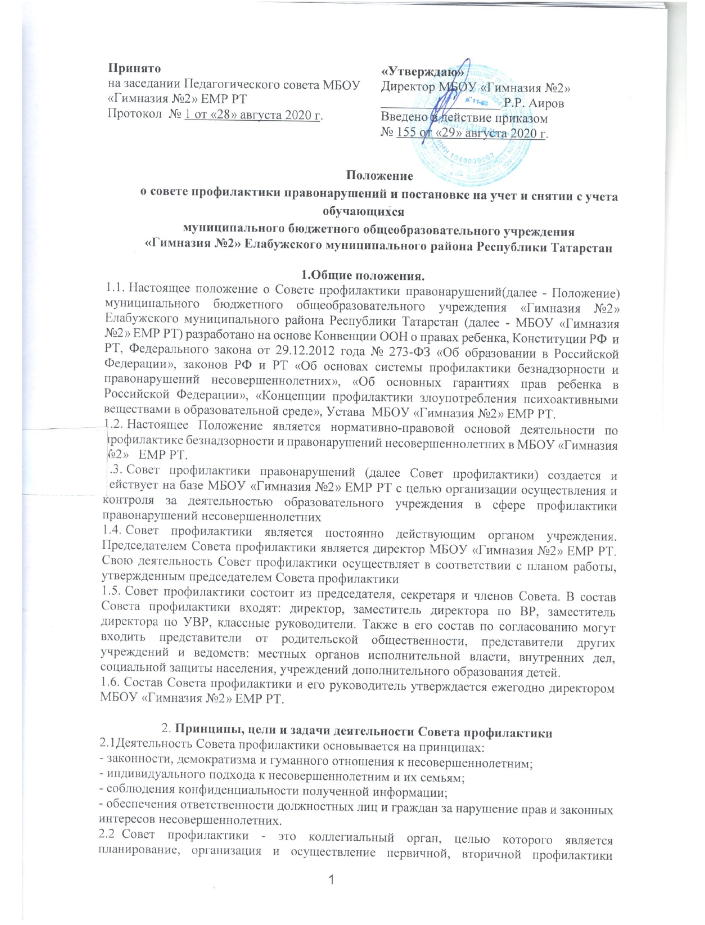 Принято
на заседании Педагогического совета МБОУ
«Гимназия №2» ЕМР РТ
Протокол № 1 от «28» августа 2020 г.
«Утверждаю»
Директор МБОУ «Гимназия №2»
Р.Р. Аиров
Введено в действие приказом
№ 155 от «29» августа 2020 г.
Положение
о совете профилактики правонарушений и постановке на учет и снятии с учета
обучающихся
муниципального бюджетного общеобразовательного учреждения
«Гимназия №2» Елабужского муниципального района Республики Татарстан
1.Общие положения.
1.1. Настоящее положение о Совете профилактики правонарушений(далее - Положение)
муниципального бюджетного общеобразовательного учреждения «Гимназия №2»
Елабужского муниципального района Республики Татарстан (далее - МБОУ «Гимназия
№2» ЕМР РТ) разработано на основе Конвенции ООН о правах ребенка, Конституции РФ и
РТ, Федерального закона от 29.12.2012 года № 273-ФЗ «Об образовании в Российской
Федерации», законов РФ и РТ «Об основах системы профилактики безнадзорности и
правонарушений несовершеннолетних», «Об основных гарантиях прав ребенка в
Российской Федерации», «Концепции профилактики злоупотребления психоактивными
веществами в образовательной среде», Устава МБОУ «Гимназия №2» ЕМР РТ.
1.2. Настоящее Положение является нормативно-правовой основой деятельности по
профилактике безнадзорности и правонарушений несовершеннолетних в МБОУ «Гимназия
№2» ЕМР РТ.
.3. Совет профилактики правонарушений (далее Совет профилактики) создается и
ействует на базе МБОУ «Гимназия №2» ЕМР РТ с целью организации осуществления и
контроля за деятельностью образовательного учреждения в сфере профилактики
правонарушений несовершеннолетних
1.4. Совет профилактики является постоянно действующим органом учреждения.
Председателем Совета профилактики является директор МБОУ «Гимназия №2» ЕМР РТ.
Свою деятельность Совет профилактики осуществляет в соответствии с планом работы,
утвержденным председателем Совета профилактики
1.5. Совет профилактики состоит из председателя, секретаря и членов Совета. В состав
Совета профилактики входят: директор, заместитель директора по ВР, заместитель
директора по УВР, классные руководители. Также в его состав по согласованию могут
входить представители от родительской общественности, представители других
учреждений и ведомств: местных органов исполнительной власти, внутренних дел,
социальной защиты населения, учреждений дополнительного образования детей.
1.6. Состав Совета профилактики и его руководитель утверждается ежегодно директором
МБОУ «Гимназия №2» ЕМР РТ.
2. Принципы, цели и задачи деятельности Совета профилактики
2.1Деятельность Совета профилактики основывается на принципах:
- законности, демократизма и гуманного отношения к несовершеннолетним;
- индивидуального подхода к несовершеннолетним и их семьям;
- соблюдения конфиденциальности полученной информации;
- обеспечения ответственности должностных лиц и граждан за нарушение прав и законных
интересов несовершеннолетних.
2.2 Совет профилактики - это коллегиальный орган, целью которого является
планирование, организация и осуществление первичной, вторичной профилактики
1